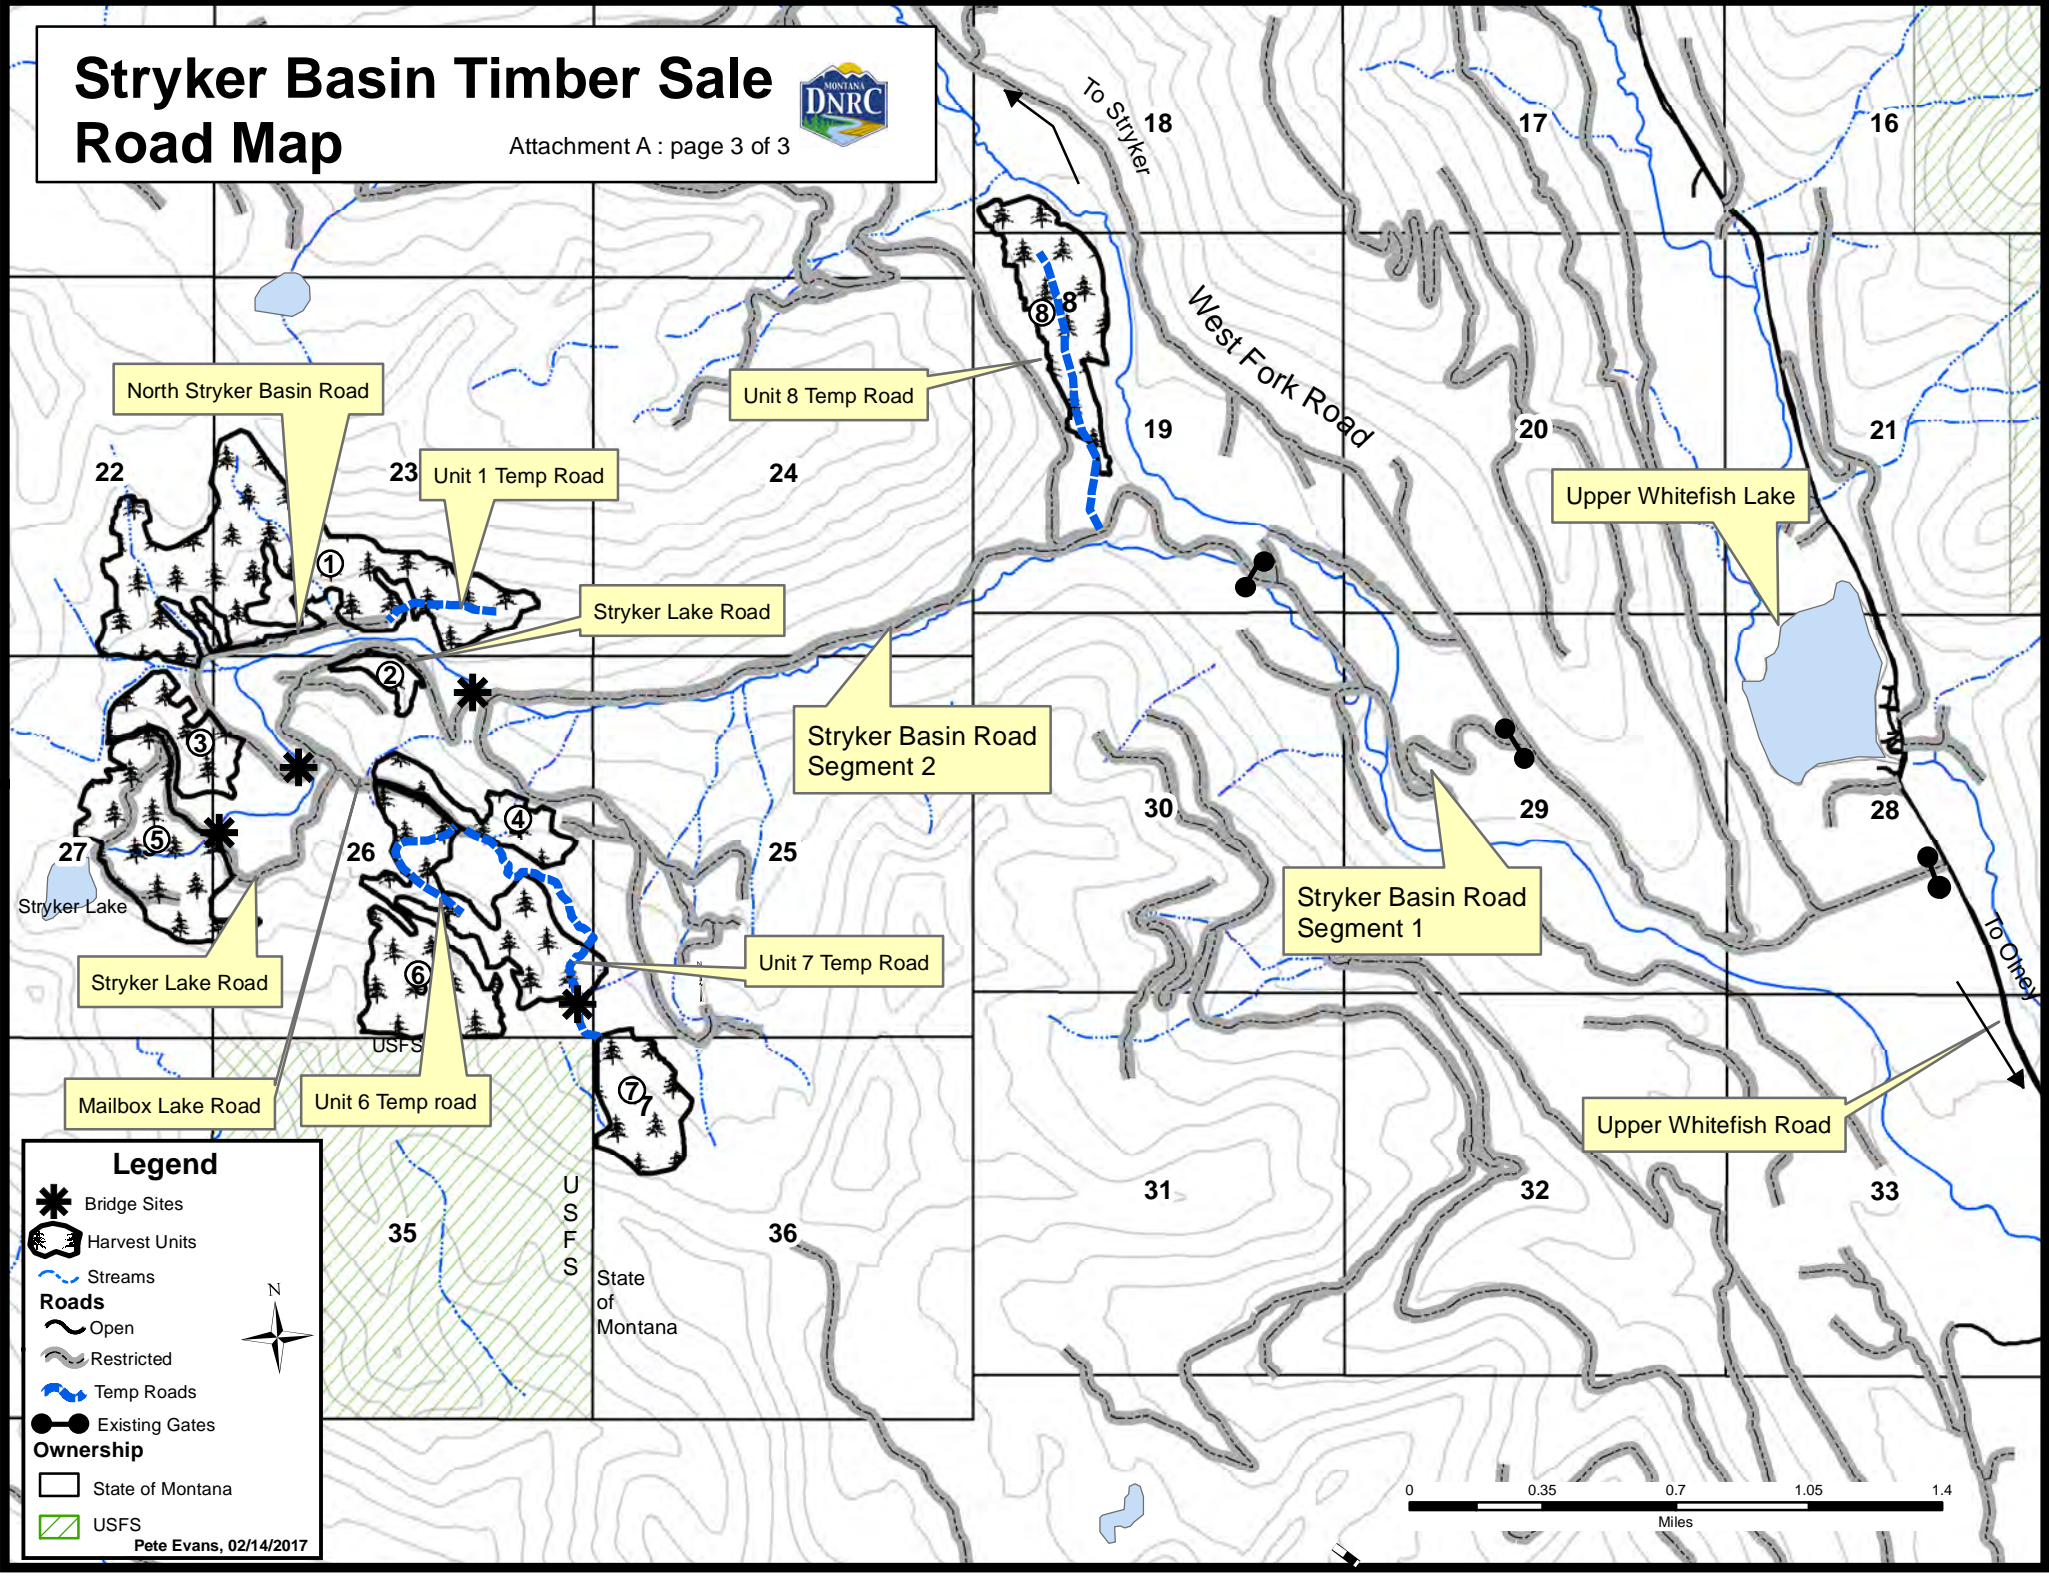 Stryker Basin Timber Sale
Road Map
Attachment A : page 3 of 3
MONTANA
DNRC
To Stryker
18
17
16
West Fork Road
8
8
North Stryker Basin Road
Unit 8 Temp Road
22
23
Unit 1 Temp Road
24
19
20
21
Upper Whitefish Lake
1
Stryker Lake Road
2
3
Stryker Basin Road
Segment 2
4
5
27
26
25
30
29
28
Stryker Lake
Stryker Basin Road
Segment 1
To Olney
6
Stryker Lake Road
Unit 7 Temp Road
USFS
Mailbox Lake Road
Unit 6 Temp road
7
7
Upper Whitefish Road
35
U
S
F
S
36
31
32
33
State
of
Montana
Legend
Bridge Sites
Harvest Units
Streams
Roads
Open
Restricted
Temp Roads
Existing Gates
Ownership
State of Montana
USFS
Pete Evans, 02/14/2017
N
0 0.35 0.7 1.05 1.4
Miles